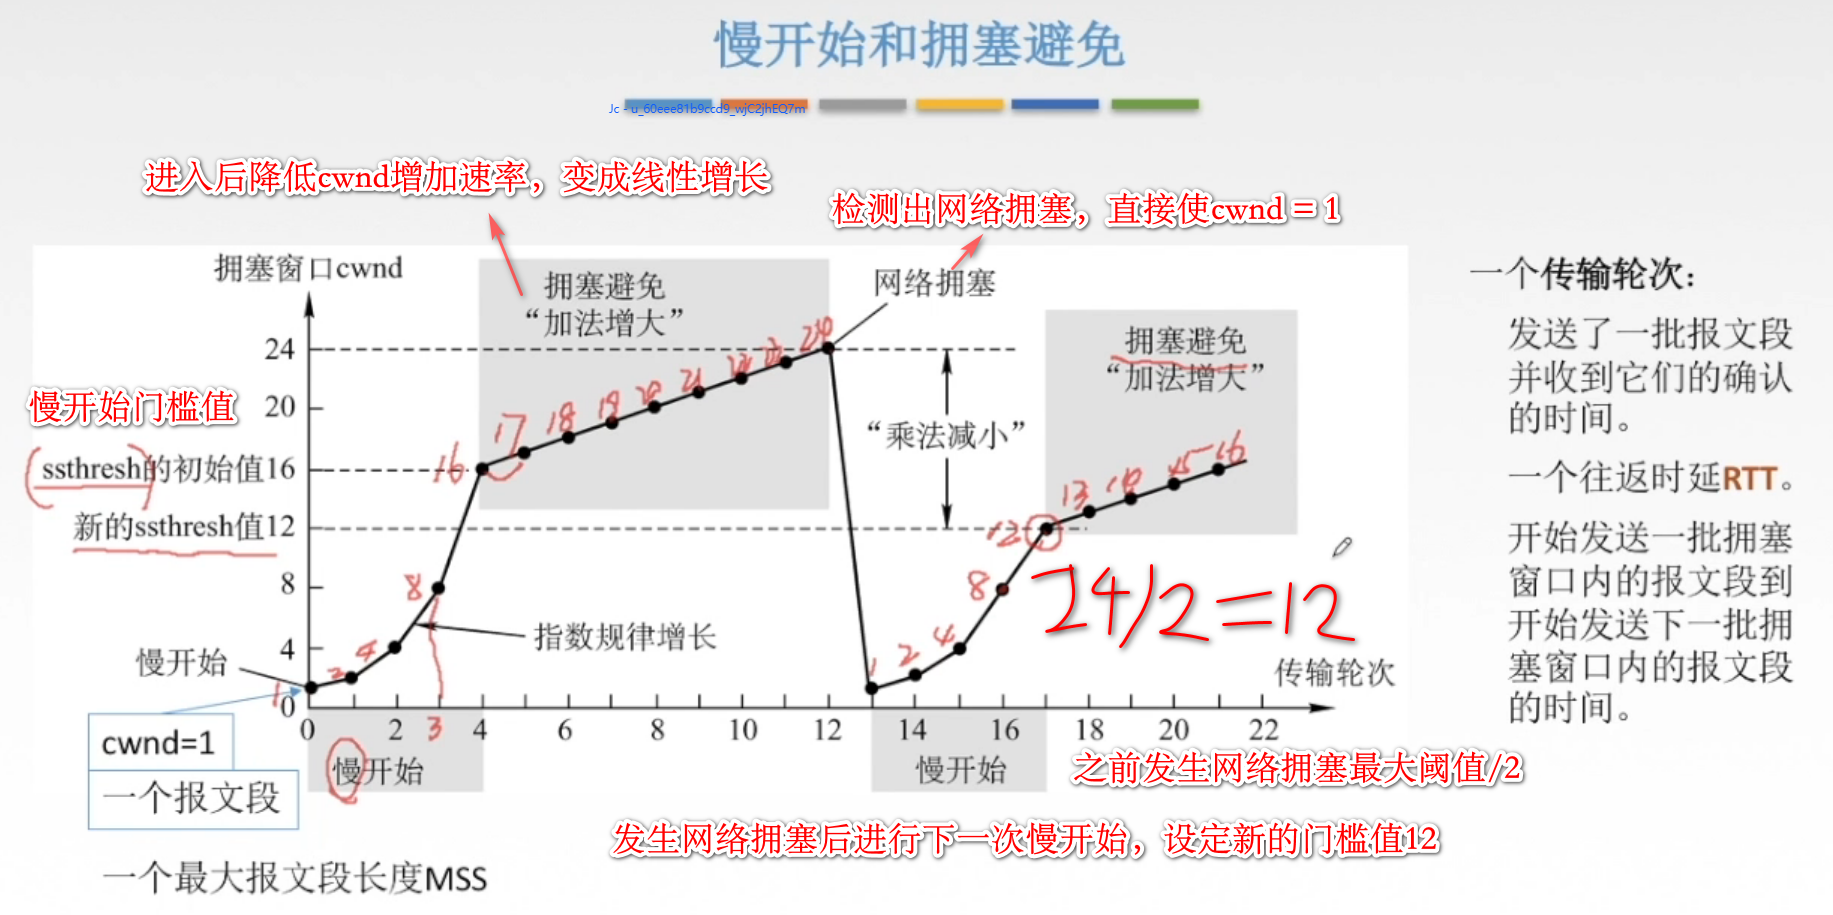 慢开始和拥塞避免
Jc - u_60eee81b9ccd9_wjC2jhEQ7m
进入后降低cwnd增加速率，变成线性增长
检测出网络拥塞，直接使cwnd = 1
拥塞窗口cwnd
拥塞避免
“加法增大”
网络拥塞
拥塞避免
“加法增大”
24
20
慢开始门槛值
ssthresh的初始值16
新的ssthresh值12
8
4
0
“乘法减小”
16 17 18 19 20 21 22 23 24
12 13 14 15 16
8
4
2
1
8
4
2
1
24/2=12
慢开始
指数规律增长
传输轮次
0 2 3 4 6 8 10 12 14 16 18 20 22
cwnd=1
一个报文段
慢开始
慢开始
之前发生网络拥塞最大阈值/2
发生网络拥塞后进行下一次慢开始，设定新的门槛值12
一个最大报文段长度MSS
一个传输轮次：
发送了一批报文段
并收到它们的确认
的时间。
一个往返时延RTT。
开始发送一批拥塞
窗口内的报文段到
开始发送下一批拥
塞窗口内的报文段
的时间。